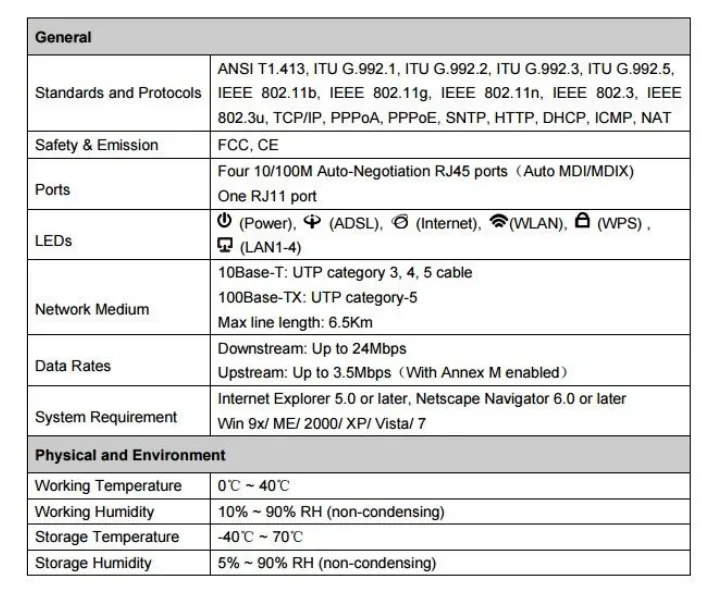 General
Standards and Protocols
ANSI T1.413, ITU G.992.1, ITU G.992.2, ITU G.992.3, ITU G.992.5,
IEEE 802.11b, IEEE 802.11g, IEEE 802.11n, IEEE 802.3, IEEE
802.3u, TCP/IP, PPPoA, PPPoE, SNTP, HTTP, DHCP, ICMP, NAT
Safety & Emission
FCC, CE
Ports
Four 10/100M Auto-Negotiation RJ45 ports（Auto MDI/MDIX)
One RJ11 port
LEDs
(Power), (ADSL), (Internet), (WLAN), (WPS) ,
(LAN1-4)
Network Medium
10Base-T: UTP category 3, 4, 5 cable
100Base-TX: UTP category-5
Max line length: 6.5Km
Data Rates
Downstream: Up to 24Mbps
Upstream: Up to 3.5Mbps（With Annex M enabled）
System Requirement
Internet Explorer 5.0 or later, Netscape Navigator 6.0 or later
Win 9x/ ME/ 2000/ XP/ Vista/ 7
Physical and Environment
Working Temperature
0℃ ~ 40℃
Working Humidity
10% ~ 90% RH (non-condensing)
Storage Temperature
-40℃ ~ 70℃
Storage Humidity
5% ~ 90% RH (non-condensing)